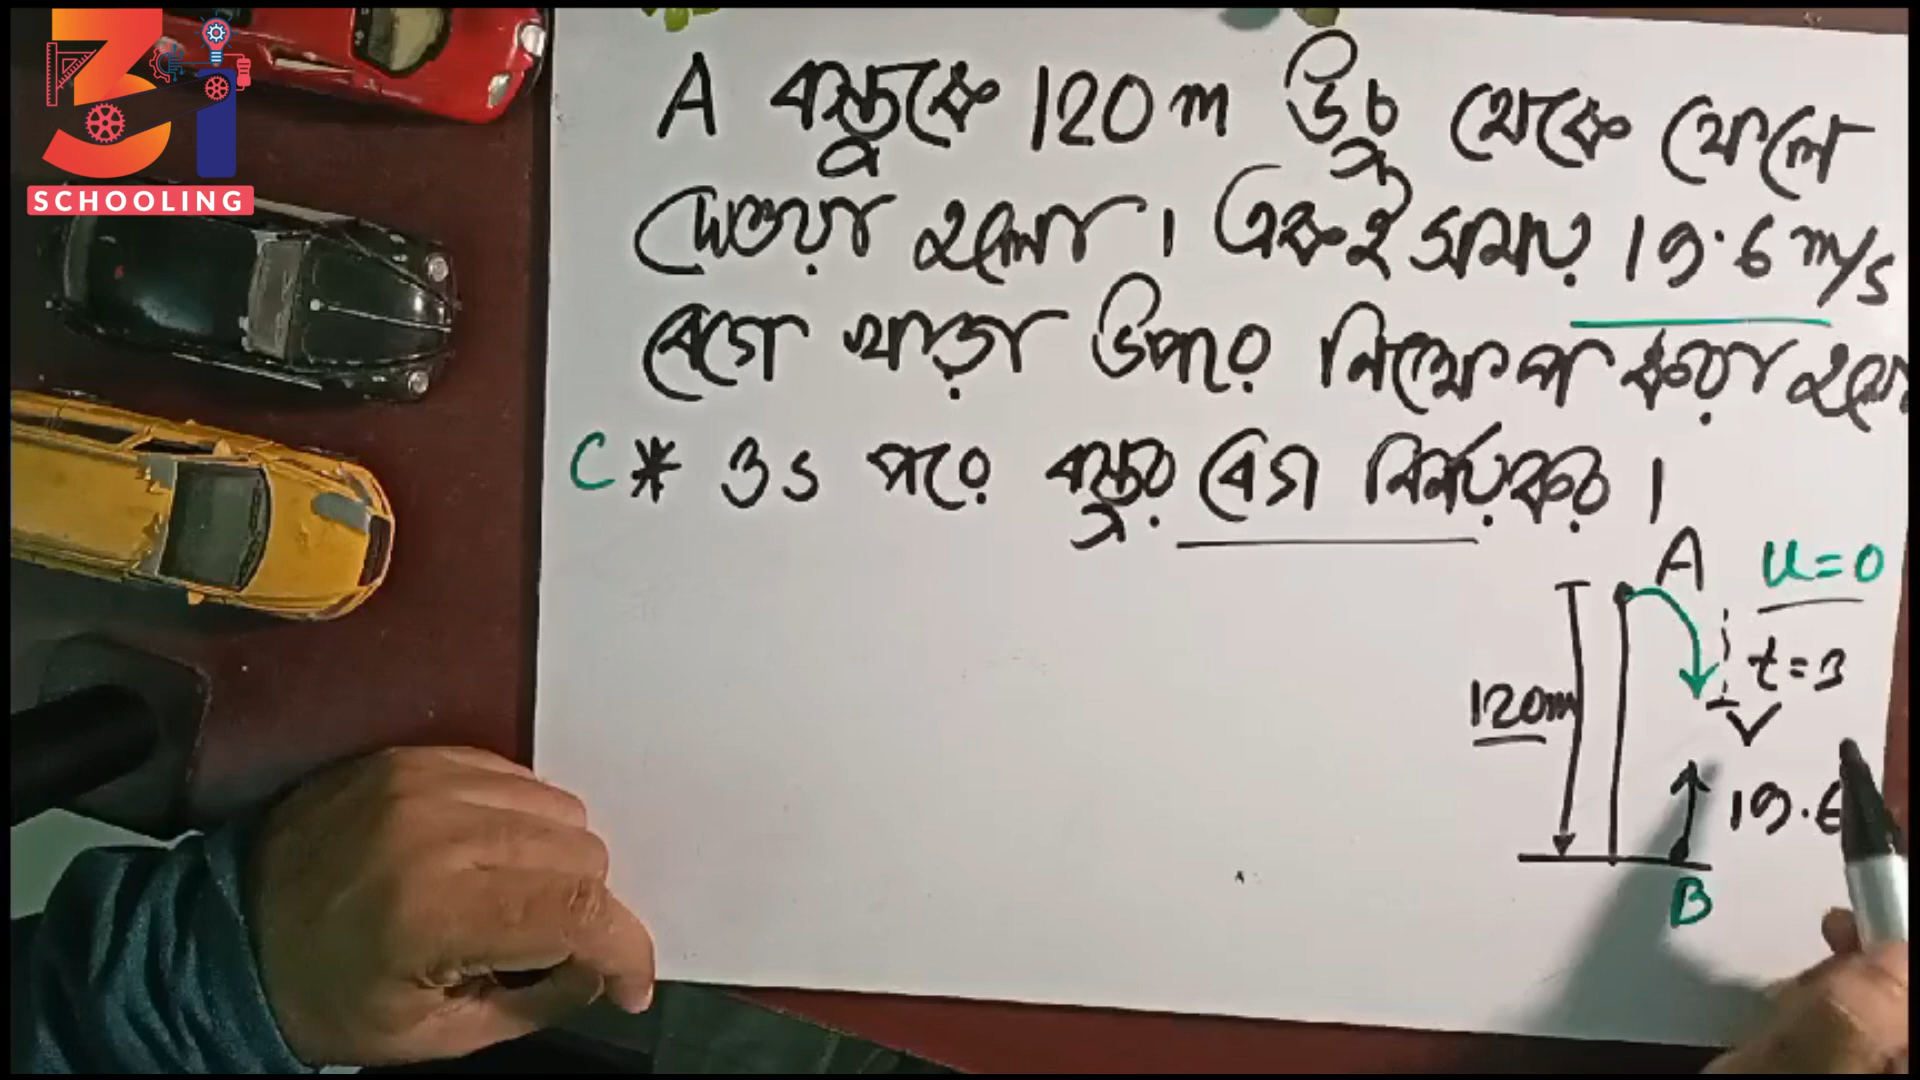 SCHOOLING
A বস্তুকে 120 m উঁচু থেকে ফেলে
দেওয়া হলো । একই সময় 19.6 m/s
বেগে খাড়া উপরে নিক্ষেপ করা হলো
C * 3s পরে বস্তুর বেগ নির্ণয় কর ।
A u=0
t=3
120m
V
19.6
B